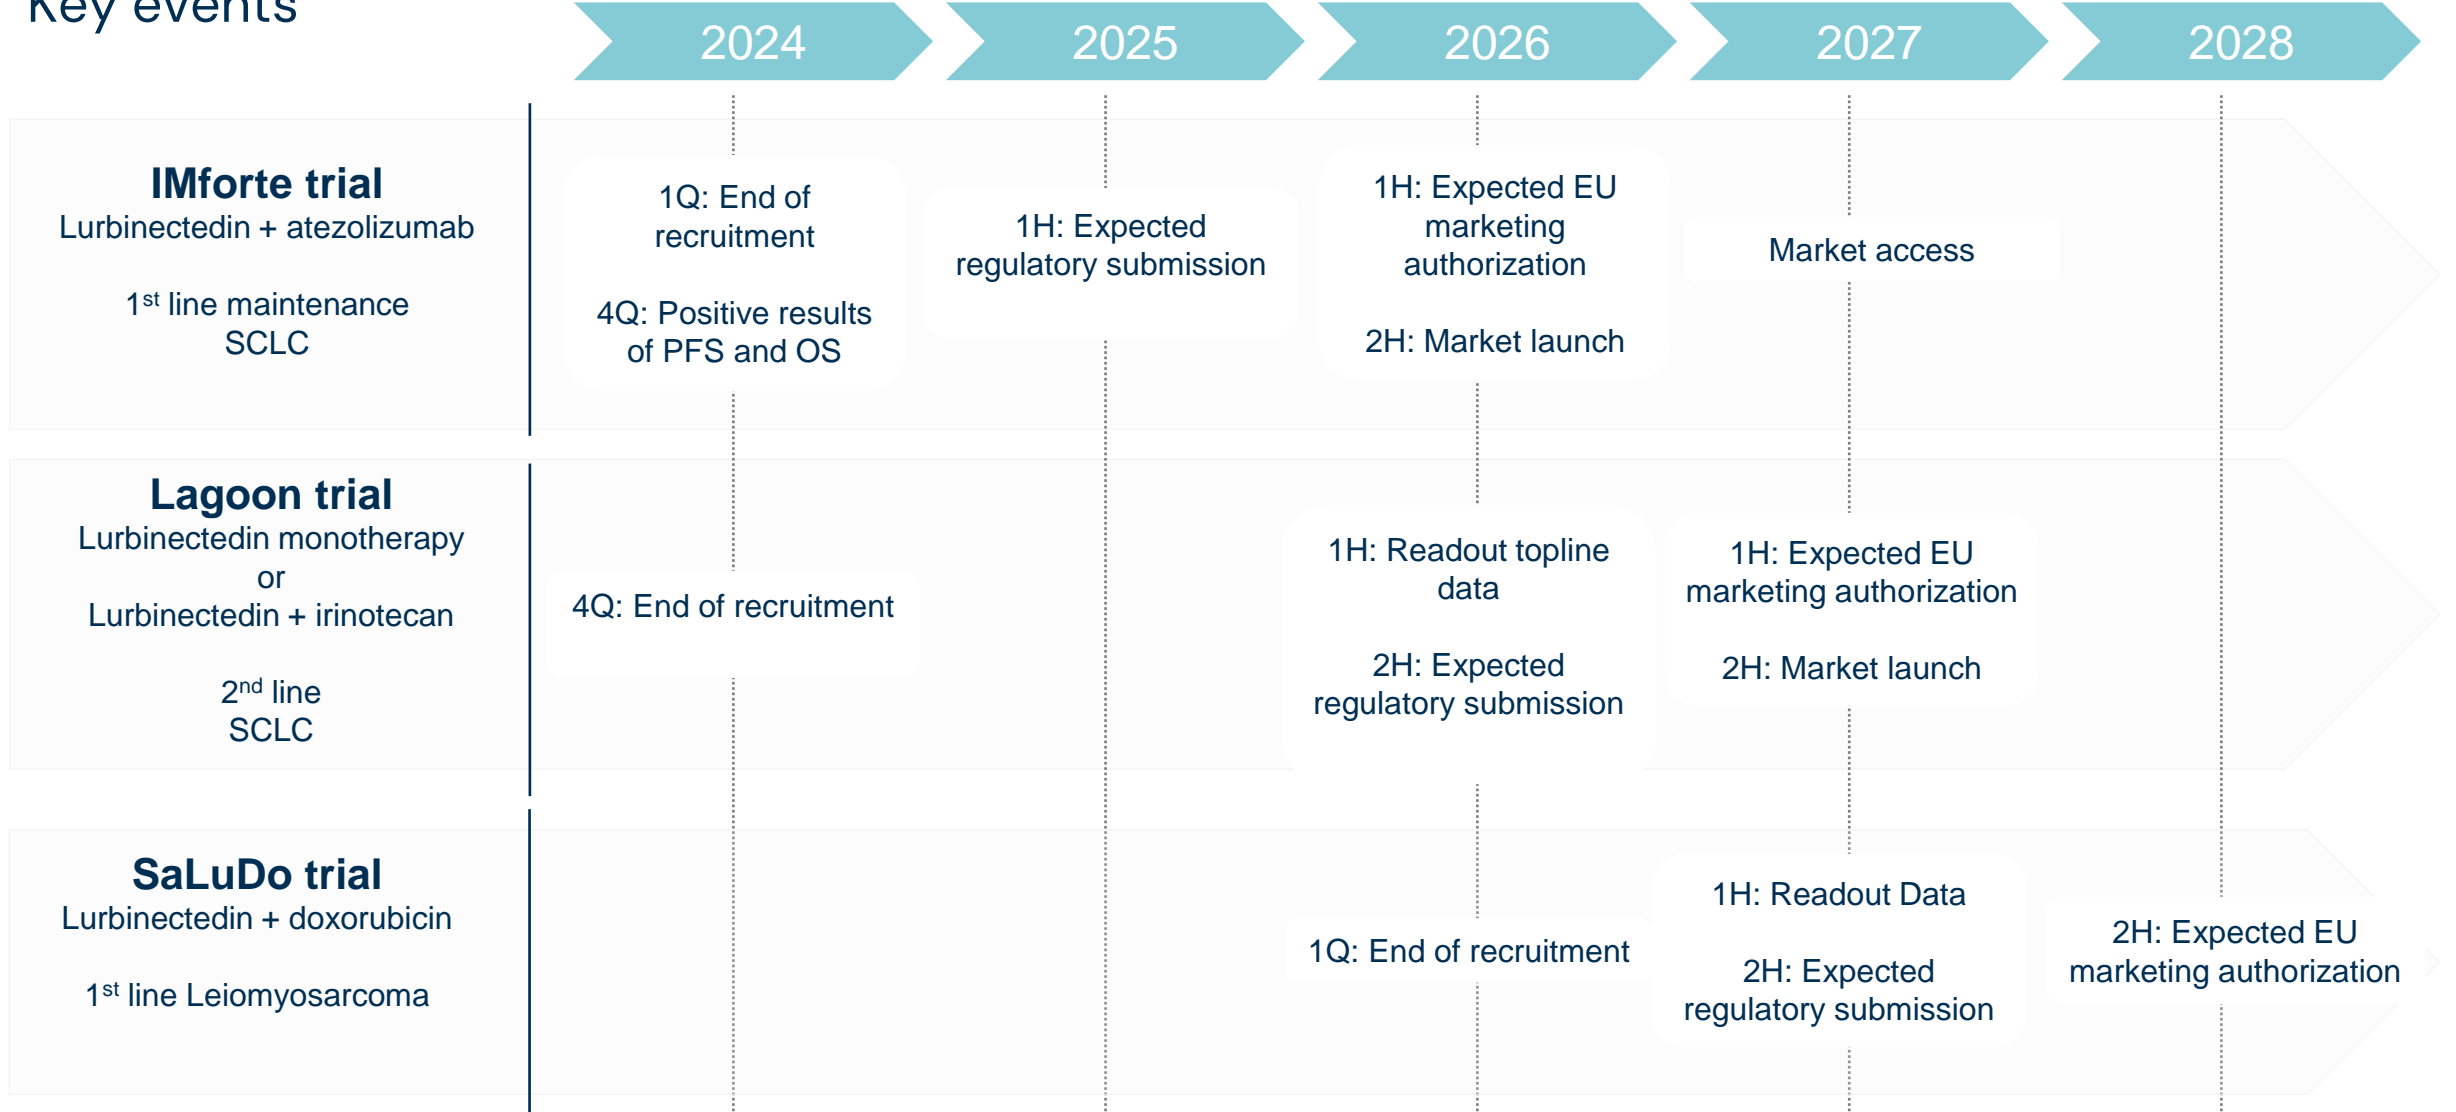 Key events
2024
2025
2026
2027
2028
IMforte trial
Lurbinectedin + atezolizumab
1st line maintenance
SCLC
1Q: End of
recruitment
4Q: Positive results
of PFS and OS
1H: Expected
regulatory submission
1H: Expected EU
marketing
authorization
2H: Market launch
Market access
Lagoon trial
Lurbinectedin monotherapy
or
Lurbinectedin + irinotecan
2nd line
SCLC
4Q: End of recruitment
1H: Readout topline
data
2H: Expected
regulatory submission
1H: Expected EU
marketing authorization
2H: Market launch
SaLuDo trial
Lurbinectedin + doxorubicin
1st line Leiomyosarcoma
1Q: End of recruitment
1H: Readout Data
2H: Expected
regulatory submission
2H: Expected EU
marketing authorization